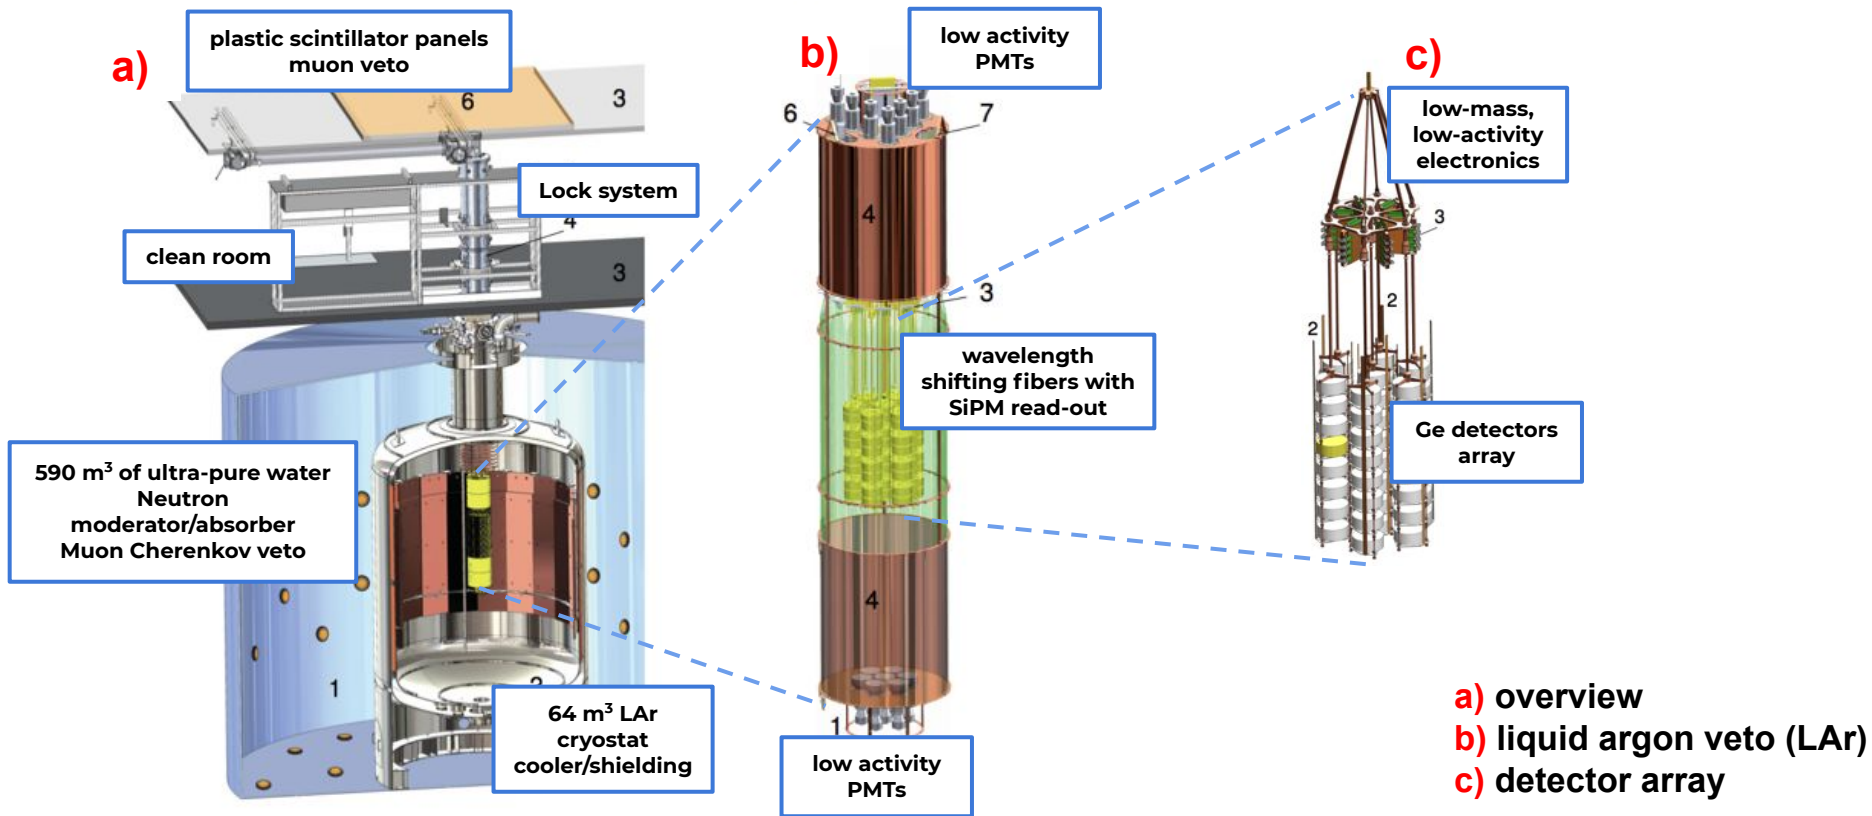 a)
plastic scintillator panels
muon veto
6
3
Lock system
4
clean room
3
590 m³ of ultra-pure water
Neutron
moderator/absorber
Muon Cherenkov veto
1
64 m³ LAr
cryostat
cooler/shielding
b)
low activity
PMTs
6
7
4
3
wavelength
shifting fibers with
SiPM read-out
4
1
low activity
PMTs
c)
low-mass,
low-activity
electronics
3
2
2
Ge detectors
array
a) overview
b) liquid argon veto (LAr)
c) detector array